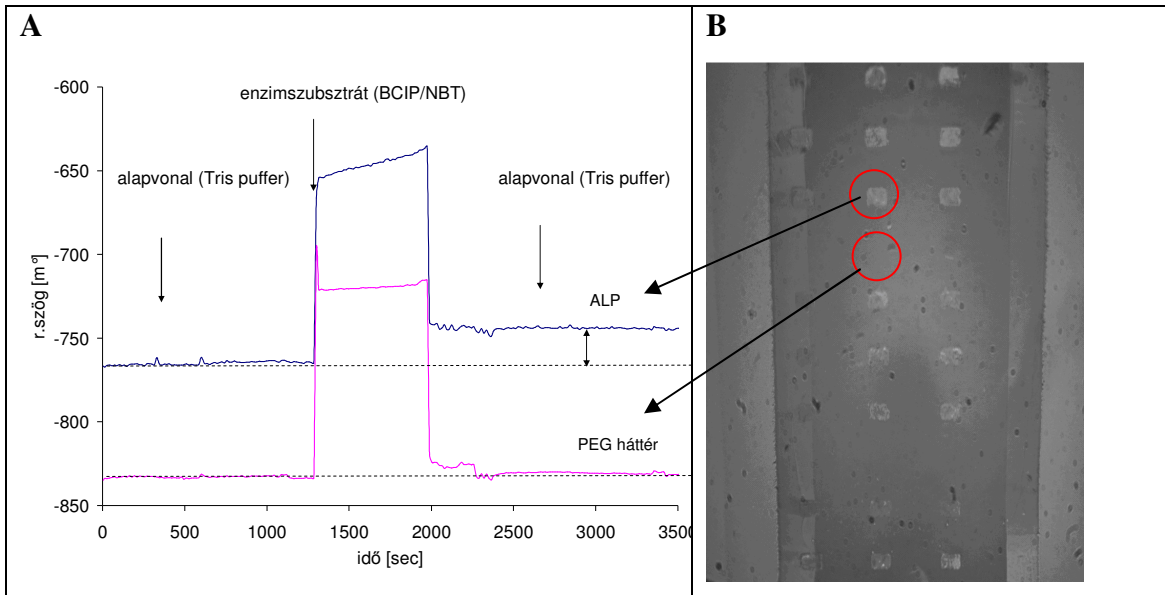 A
B
-600
-650
-700
-750
-800
-850
r.szög [m°]
enzimszubsztrát (BCIP/NBT)
alapvonal (Tris puffer)
alapvonal (Tris puffer)
ALP
PEG háttér
0
500
1000
1500
2000
2500
3000
3500
idő [sec]